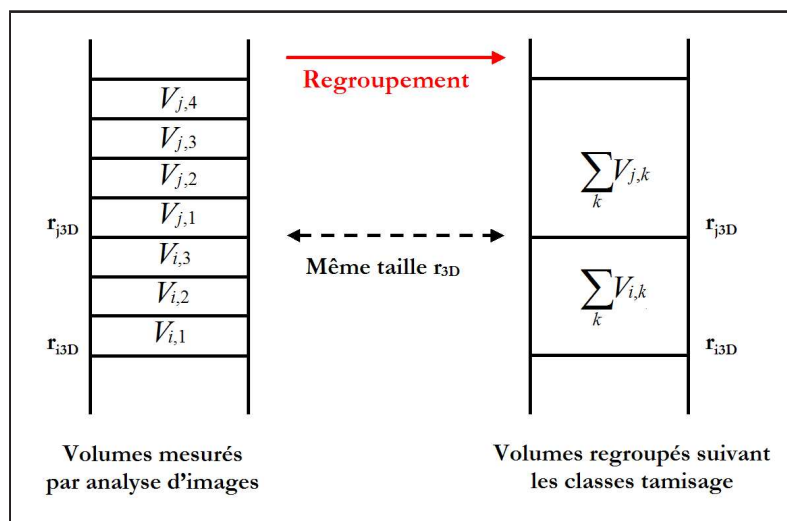 Regroupement
V_{j,4}
V_{j,3}
V_{j,2}
V_{j,1}
V_{i,3}
V_{i,2}
V_{i,1}
r_{j3D}
r_{i3D}
Même taille r_{3D}
\sum_k V_{j,k}
\sum_k V_{i,k}
r_{j3D}
r_{i3D}
Volumes mesurés
par analyse d'images
Volumes regroupés suivant
les classes tamisage